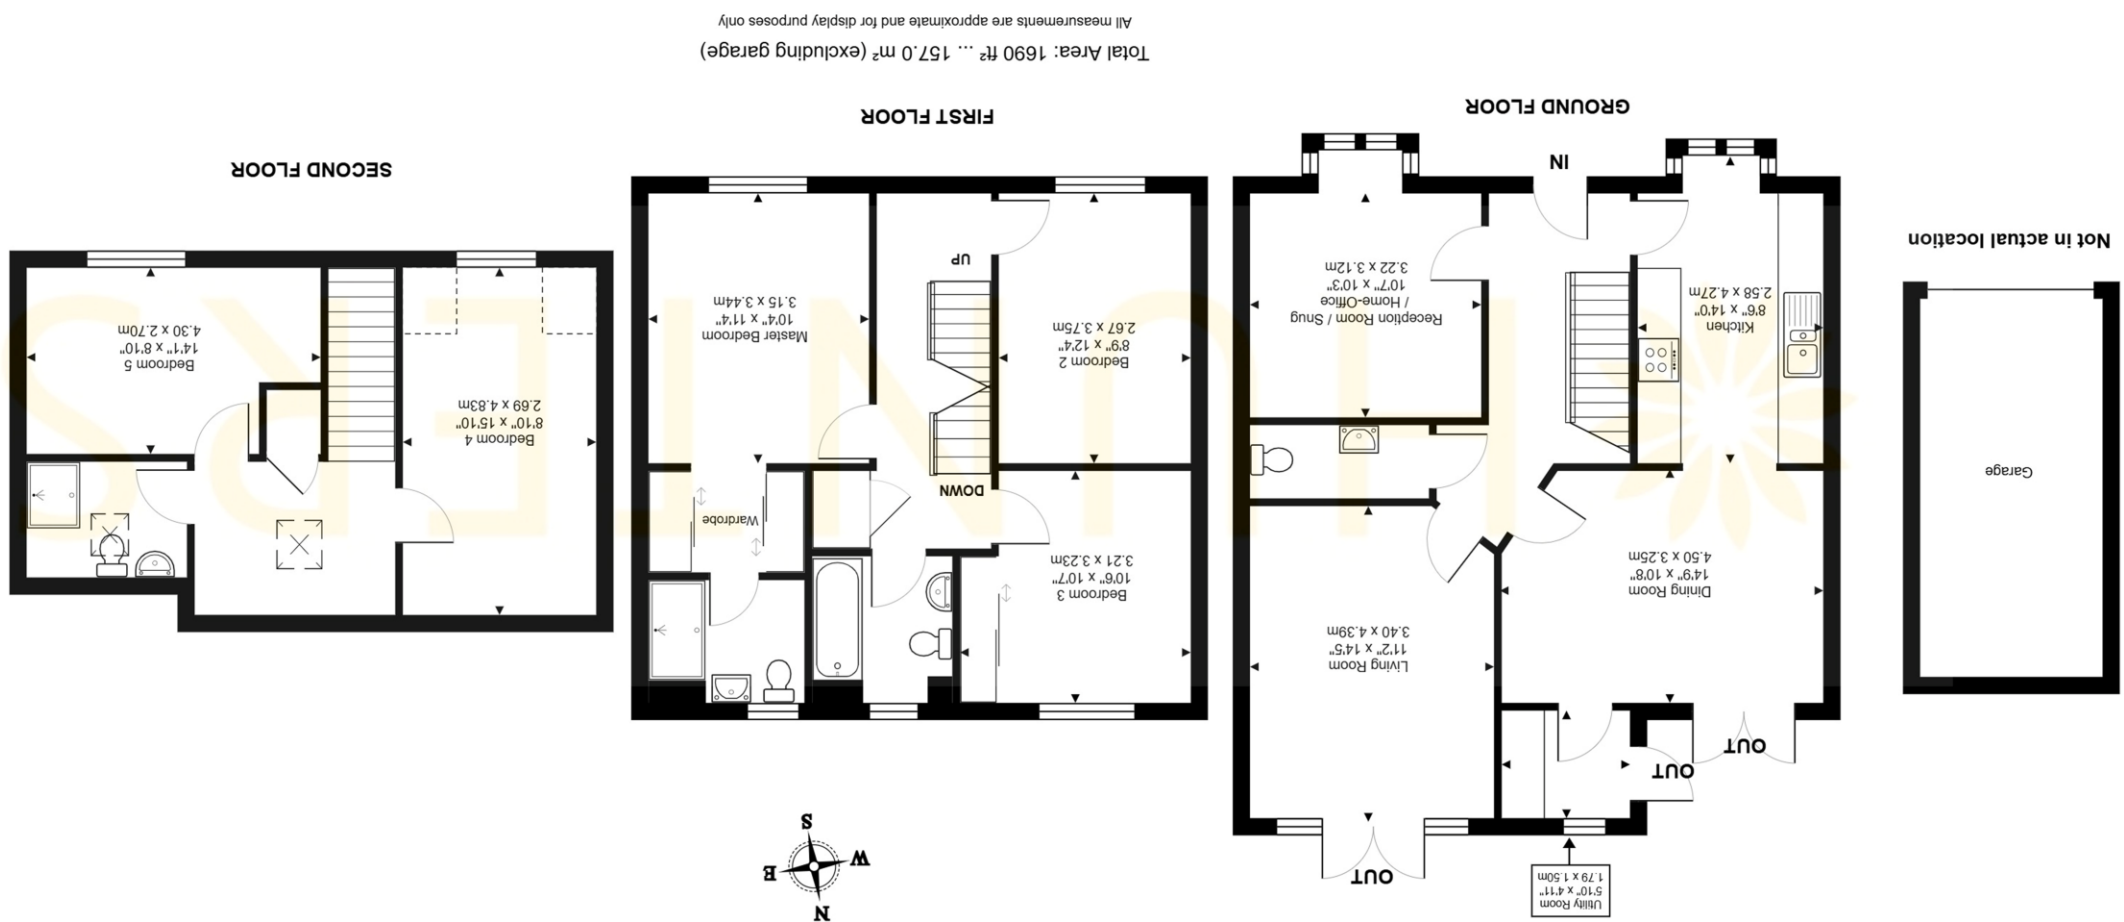 Utility Room
5'10" x 4'11"
1.79 x 1.50m
OUT
OUT
OUT
N
E
W
S
Garage
Not in actual location
Dining Room
14'9" x 10'8"
4.50 x 3.25m
Living Room
11'2" x 14'5"
3.40 x 4.39m
Kitchen
8'6" x 14'0"
2.58 x 4.27m
Reception Room / Snug
/ Home-Office
10'7" x 10'3"
3.22 x 3.12m
IN
GROUND FLOOR
Bedroom 3
10'6" x 10'7"
3.21 x 3.23m
Wardrobe
DOWN
Bedroom 2
8'9" x 12'4"
2.67 x 3.75m
Master Bedroom
10'4" x 11'4"
3.15 x 3.44m
UP
FIRST FLOOR
Bedroom 4
8'10" x 15'10"
2.69 x 4.83m
Bedroom 5
14'1" x 8'10"
4.30 x 2.70m
SECOND FLOOR
HUNTERS
Total Area: 1690 ft² ... 157.0 m² (excluding garage)
All measurements are approximate and for display purposes only